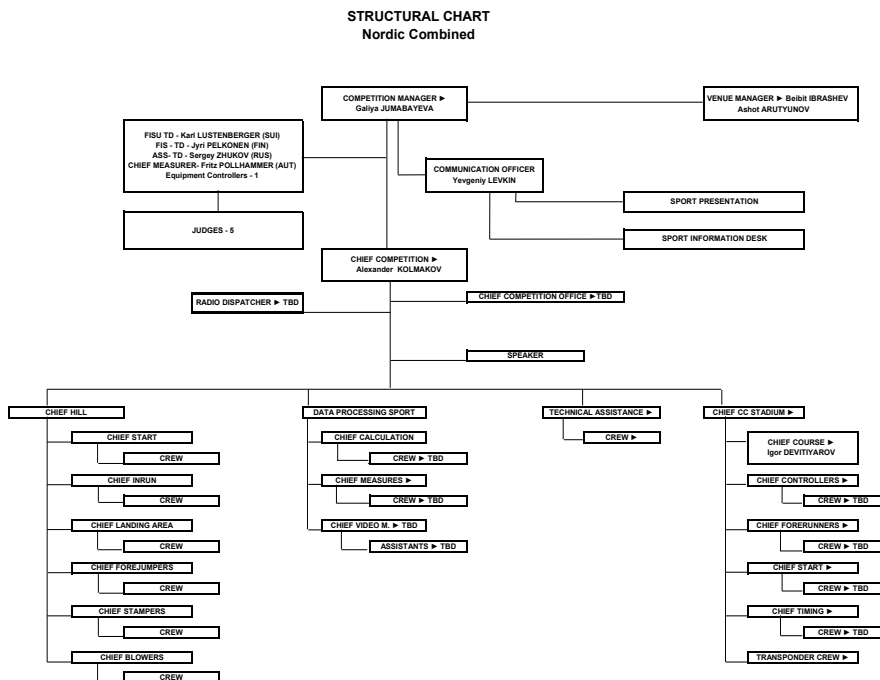 STRUCTURAL CHART
Nordic Combined
COMPETITION MANAGER ►
Galiya JUMABAYEVA
VENUE MANAGER ► Beibit IBRASHEV
Ashot ARUTYUNOV
FISU TD - Karl LUSTENBERGER (SUI)
FIS - TD - Jyri PELKONEN (FIN)
ASS- TD - Sergey ZHUKOV (RUS)
CHIEF MEASURER- Fritz POLLHAMMER (AUT)
Equipment Controllers - 1
COMMUNICATION OFFICER
Yevgeniy LEVKIN
SPORT PRESENTATION
JUDGES - 5
SPORT INFORMATION DESK
CHIEF COMPETITION ►
Alexander KOLMAKOV
RADIO DISPATCHER ► TBD
CHIEF COMPETITION OFFICE ►TBD
SPEAKER
CHIEF HILL
CHIEF START
CREW
CHIEF INRUN
CREW
CHIEF LANDING AREA
CREW
CHIEF FOREJUMPERS
CREW
CHIEF STAMPERS
CREW
CHIEF BLOWERS
CREW
DATA PROCESSING SPORT
CHIEF CALCULATION
CREW ► TBD
CHIEF MEASURES ►
CREW ► TBD
CHIEF VIDEO M. ► TBD
ASSISTANTS ► TBD
TECHNICAL ASSISTANCE ►
CREW ►
CHIEF CC STADIUM ►
CHIEF COURSE ►
Igor DEVITIYAROV
CHIEF CONTROLLERS ►
CREW ► TBD
CHIEF FORERUNNERS ►
CREW ► TBD
CHIEF START ►
CREW ► TBD
CHIEF TIMING ►
CREW ► TBD
TRANSPONDER CREW ►